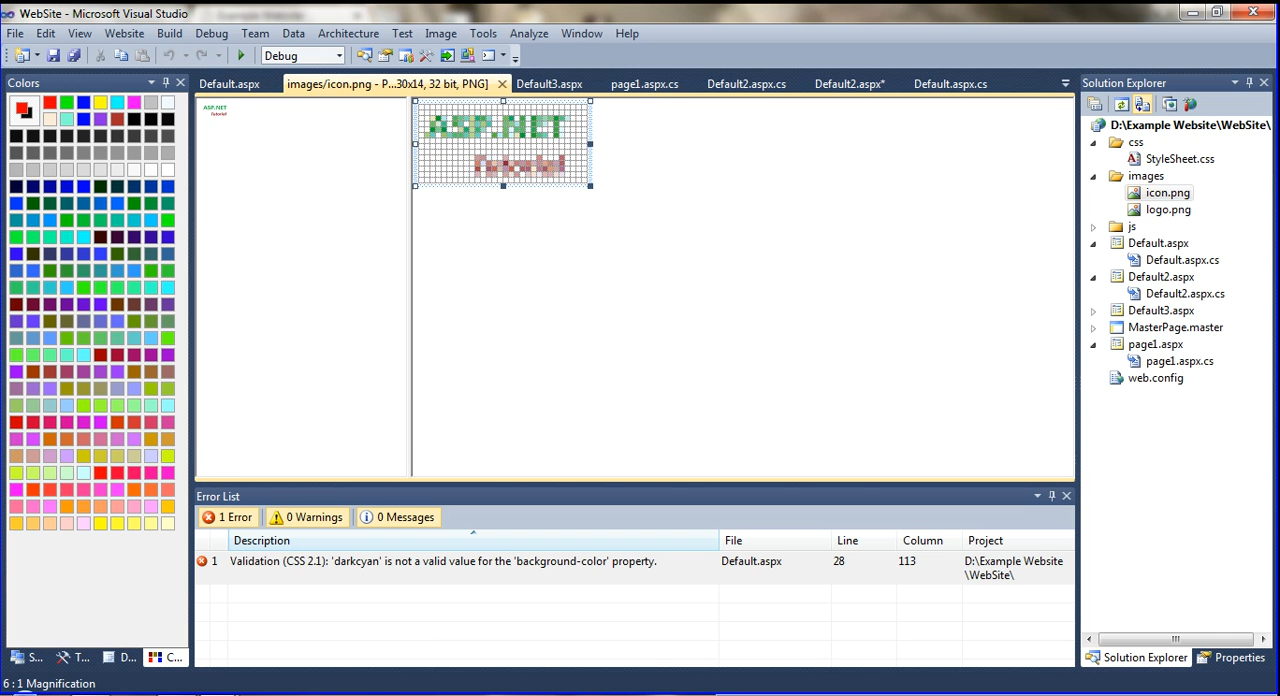 WebSite - Microsoft Visual Studio
File Edit View Website Build Debug Team Data Architecture Test Image Tools Analyze Window Help
Debug
Colors
Default.aspx images/icon.png - P...30x14, 32 bit, PNG] Default3.aspx page1.aspx.cs Default2.aspx.cs Default2.aspx* Default.aspx.cs
Solution Explorer
ASP.NET
Tutorial
ASP.NET
Tutorial
D:\Example Website\WebSite\
css
StyleSheet.css
images
icon.png
logo.png
js
Default.aspx
Default.aspx.cs
Default2.aspx
Default2.aspx.cs
Default3.aspx
MasterPage.master
page1.aspx
page1.aspx.cs
web.config
Error List
1 Error 0 Warnings 0 Messages
Description File Line Column Project
1 Validation (CSS 2.1): 'darkcyan' is not a valid value for the 'background-color' property. Default.aspx 28 113 D:\Example Website
\WebSite\
S... T... D... C...
Solution Explorer Properties
6 : 1 Magnification